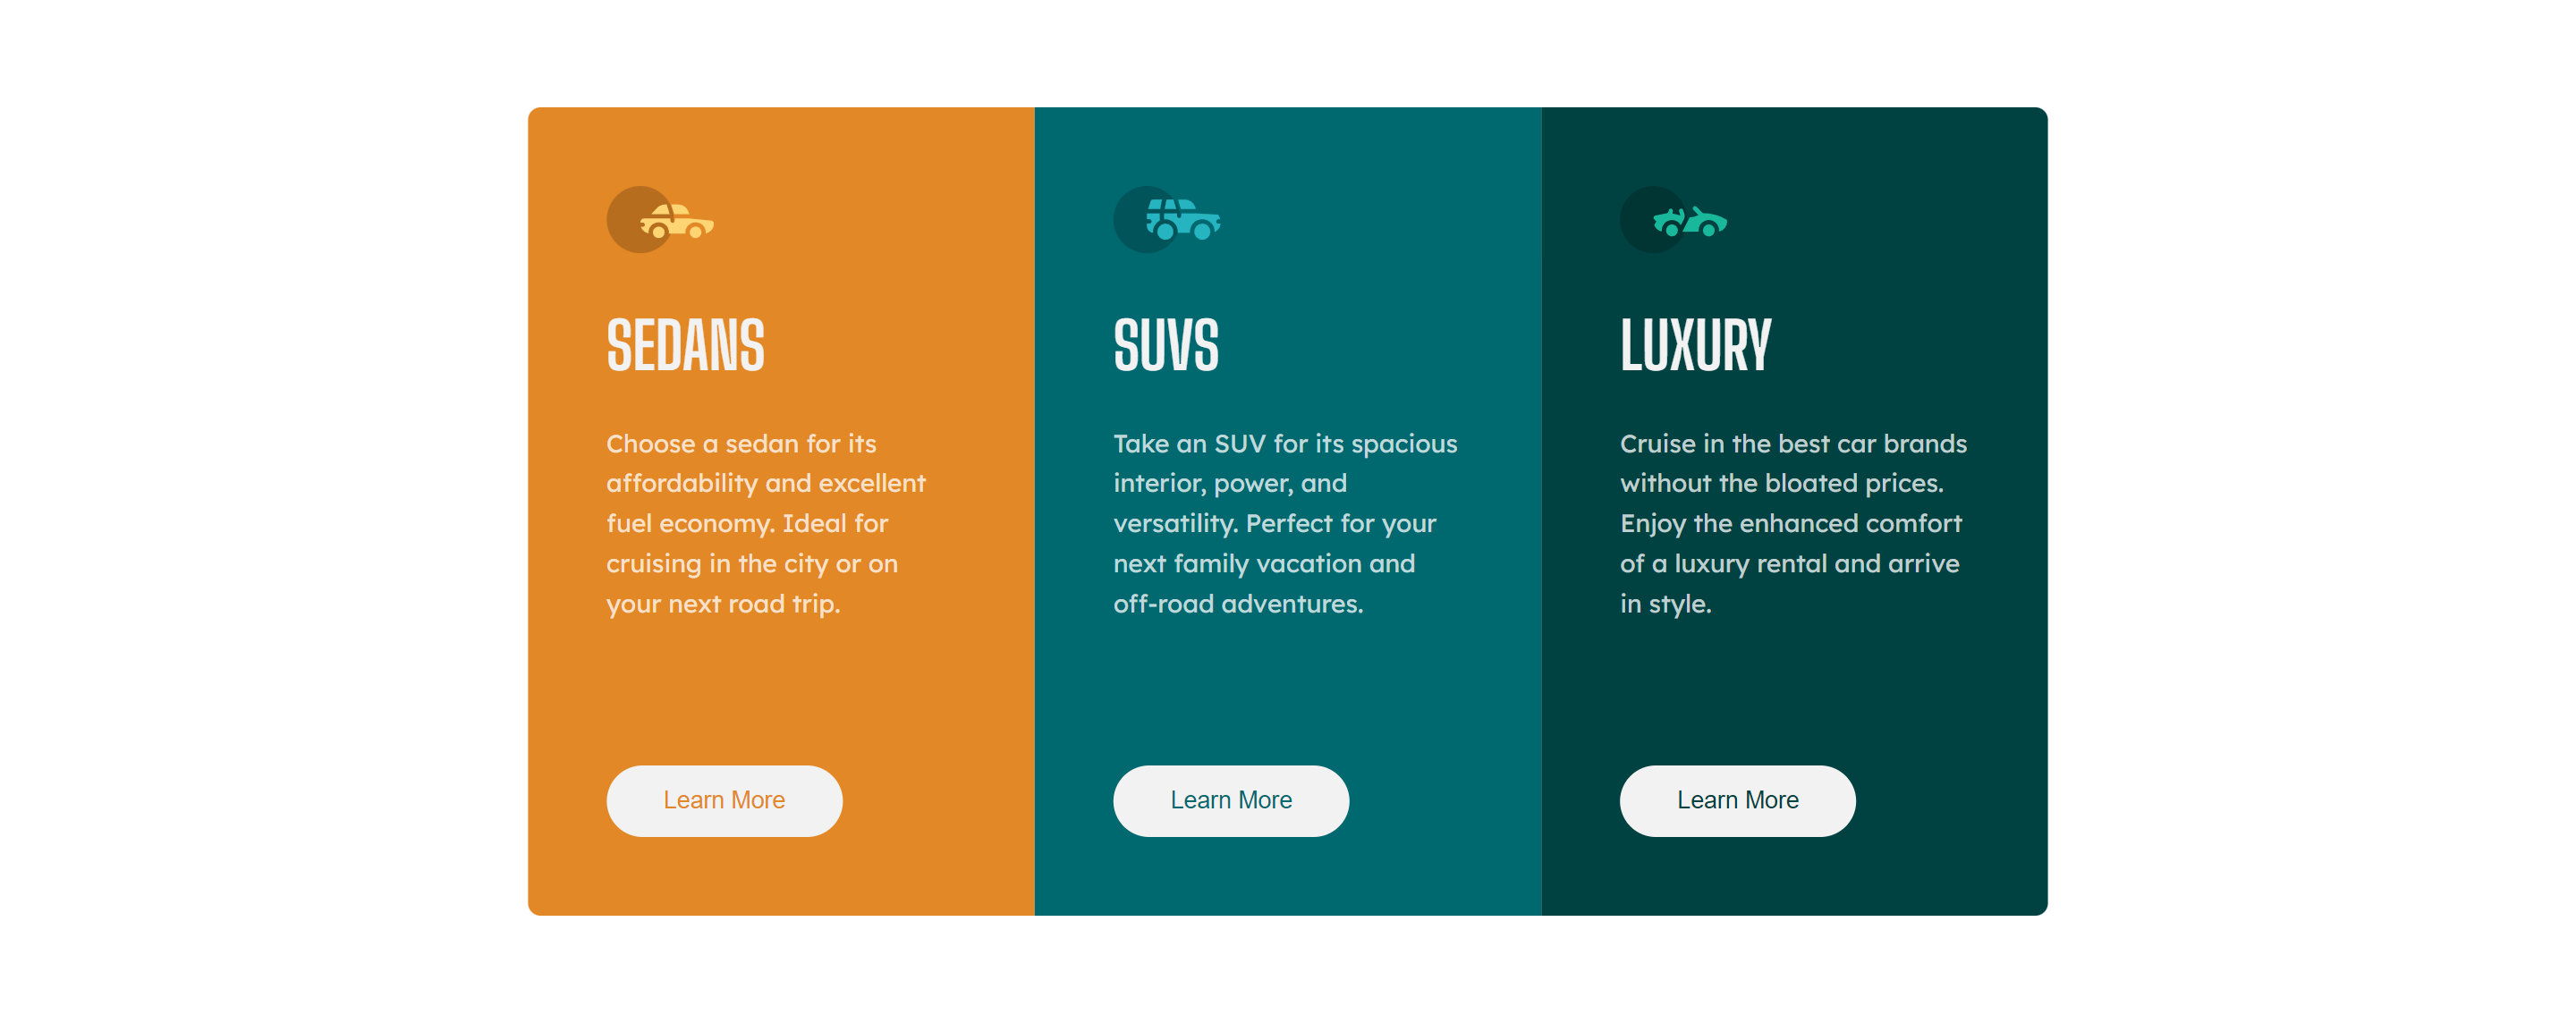 SEDANS
Choose a sedan for its
affordability and excellent
fuel economy. Ideal for
cruising in the city or on
your next road trip.
Learn More
SUVS
Take an SUV for its spacious
interior, power, and
versatility. Perfect for your
next family vacation and
off-road adventures.
Learn More
LUXURY
Cruise in the best car brands
without the bloated prices.
Enjoy the enhanced comfort
of a luxury rental and arrive
in style.
Learn More